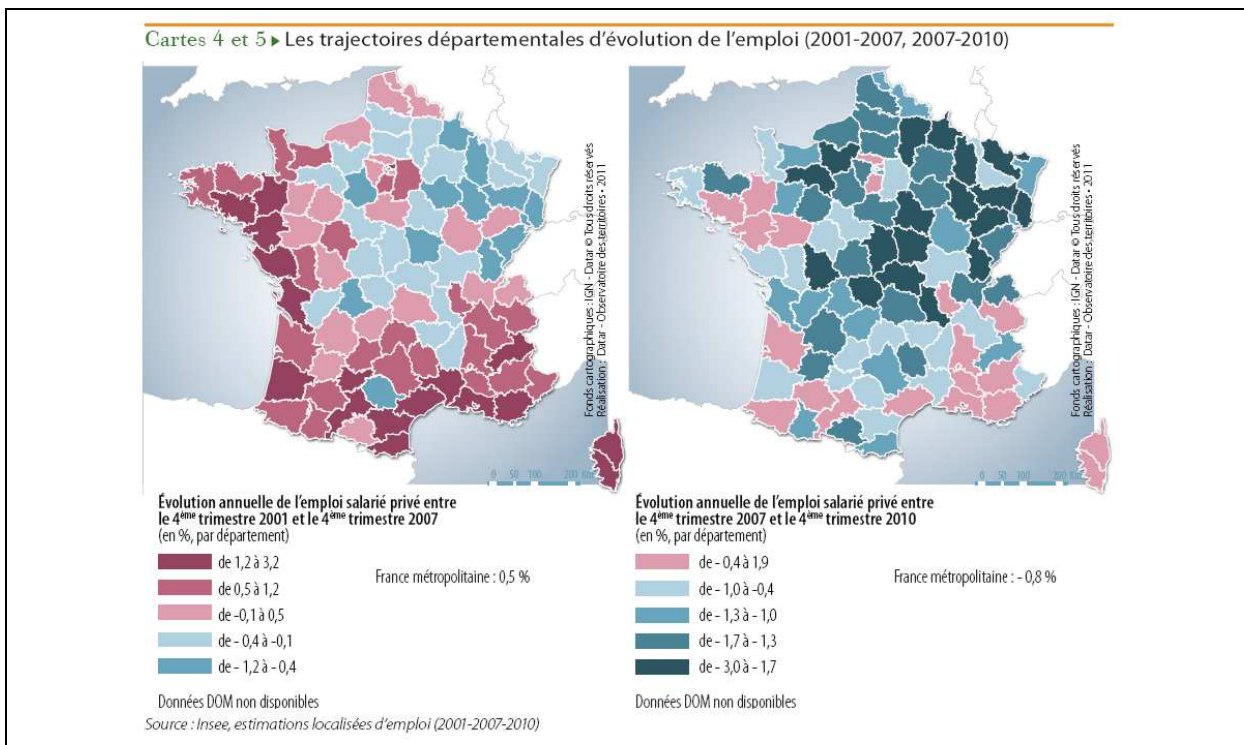 Cartes 4 et 5 ▸ Les trajectoires départementales d’évolution de l’emploi (2001-2007, 2007-2010)
Fonds cartographiques : IGN - Datar © Tous droits réservés
Réalisation : Datar - Observatoire des territoires • 2011
0 50 100 200 Km
Évolution annuelle de l’emploi salarié privé entre
le 4ème trimestre 2001 et le 4ème trimestre 2007
(en %, par département)
de 1,2 à 3,2
de 0,5 à 1,2
de -0,1 à 0,5
de - 0,4 à -0,1
de - 1,2 à - 0,4
France métropolitaine : 0,5 %
Données DOM non disponibles
Fonds cartographiques : IGN - Datar © Tous droits réservés
Réalisation : Datar - Observatoire des territoires • 2011
0 50 100 200 Km
Évolution annuelle de l’emploi salarié privé entre
le 4ème trimestre 2007 et le 4ème trimestre 2010
(en %, par département)
de - 0,4 à 1,9
de - 1,0 à -0,4
de - 1,3 à - 1,0
de - 1,7 à - 1,3
de - 3,0 à - 1,7
France métropolitaine : - 0,8 %
Données DOM non disponibles
Source : Insee, estimations localisées d’emploi (2001-2007-2010)